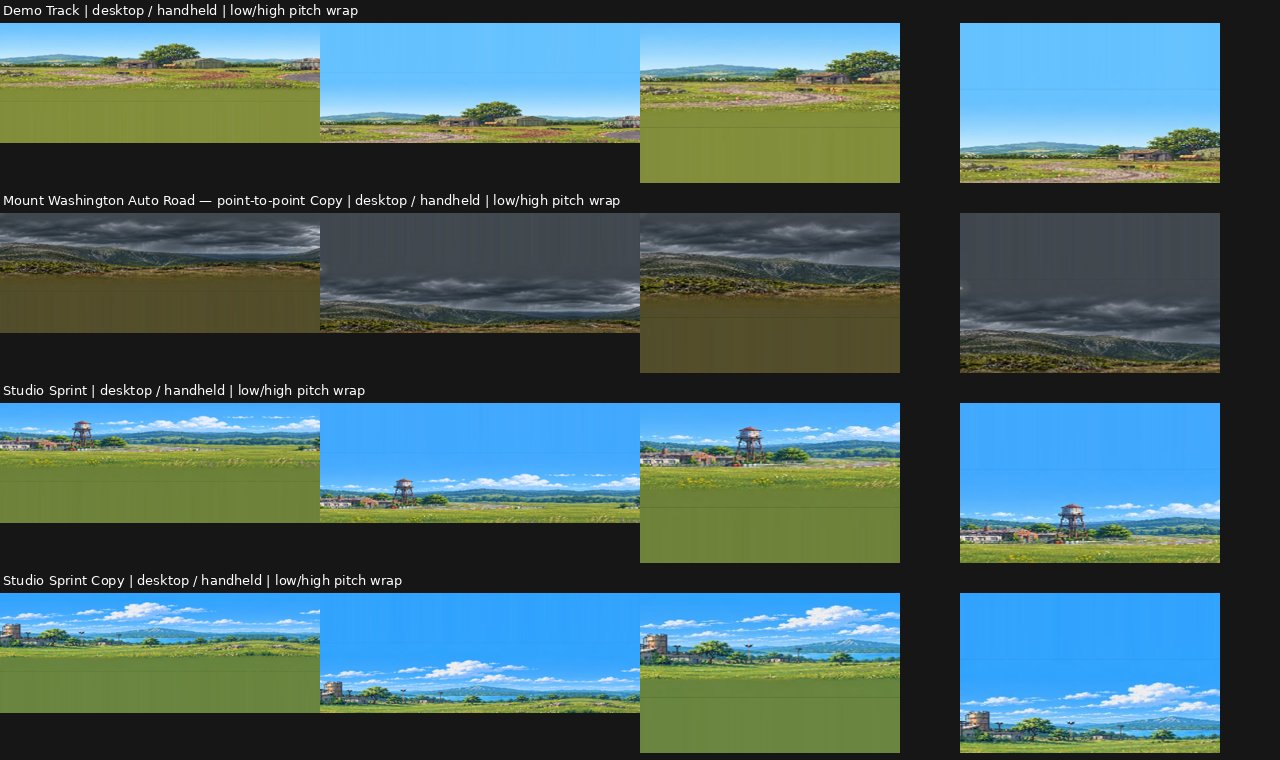 Demo Track | desktop / handheld | low/high pitch wrap
Mount Washington Auto Road — point-to-point Copy | desktop / handheld | low/high pitch wrap
Studio Sprint | desktop / handheld | low/high pitch wrap
Studio Sprint Copy | desktop / handheld | low/high pitch wrap